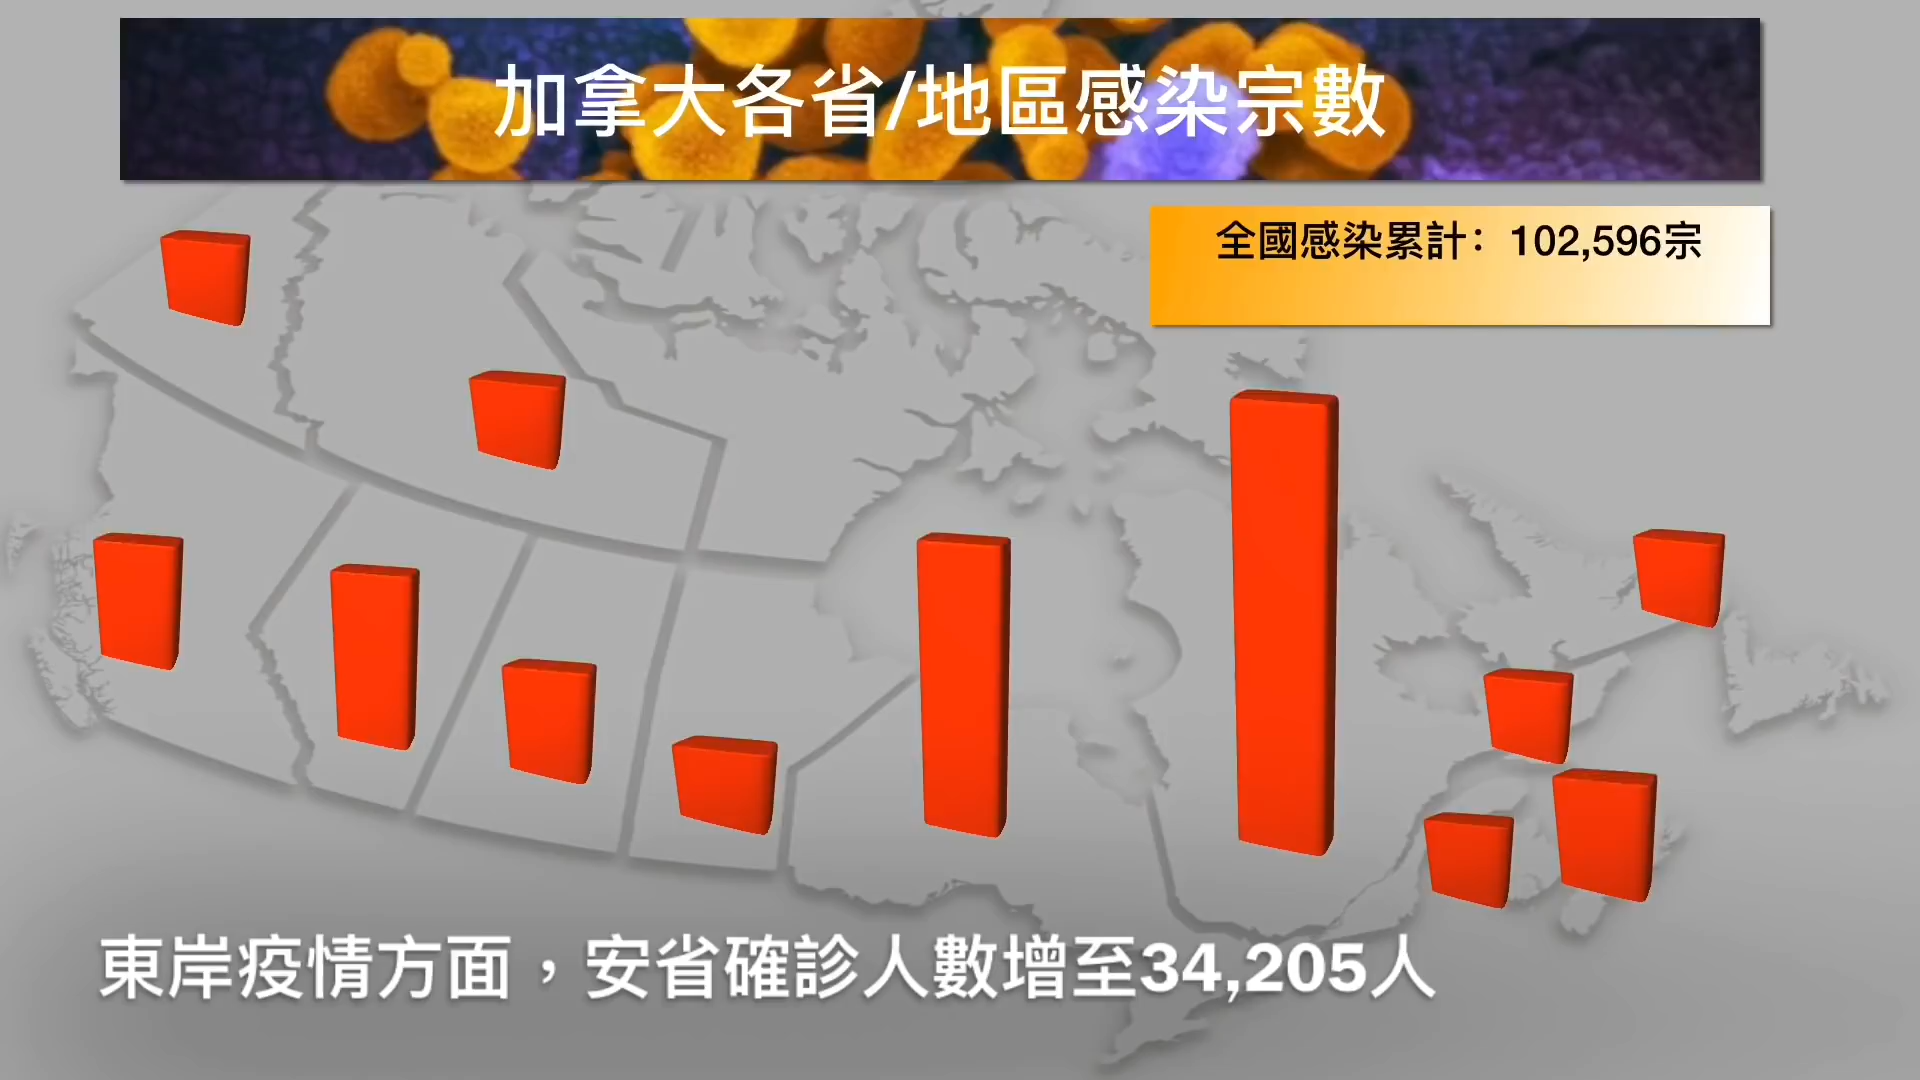 加拿大各省/地區感染宗數
全國感染累計：102,596宗
東岸疫情方面，安省確診人數增至34,205人